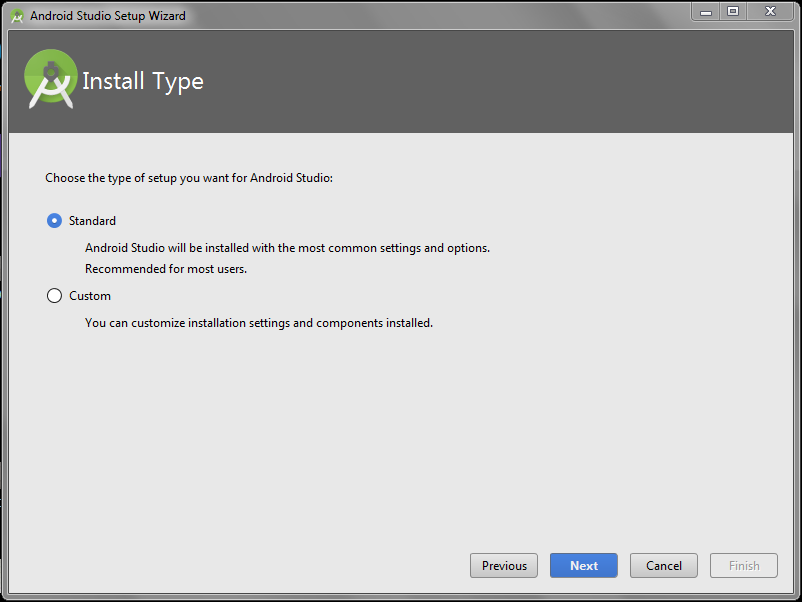 Android Studio Setup Wizard
Install Type
Choose the type of setup you want for Android Studio:
Standard
Android Studio will be installed with the most common settings and options.
Recommended for most users.
Custom
You can customize installation settings and components installed.
Previous Next Cancel Finish